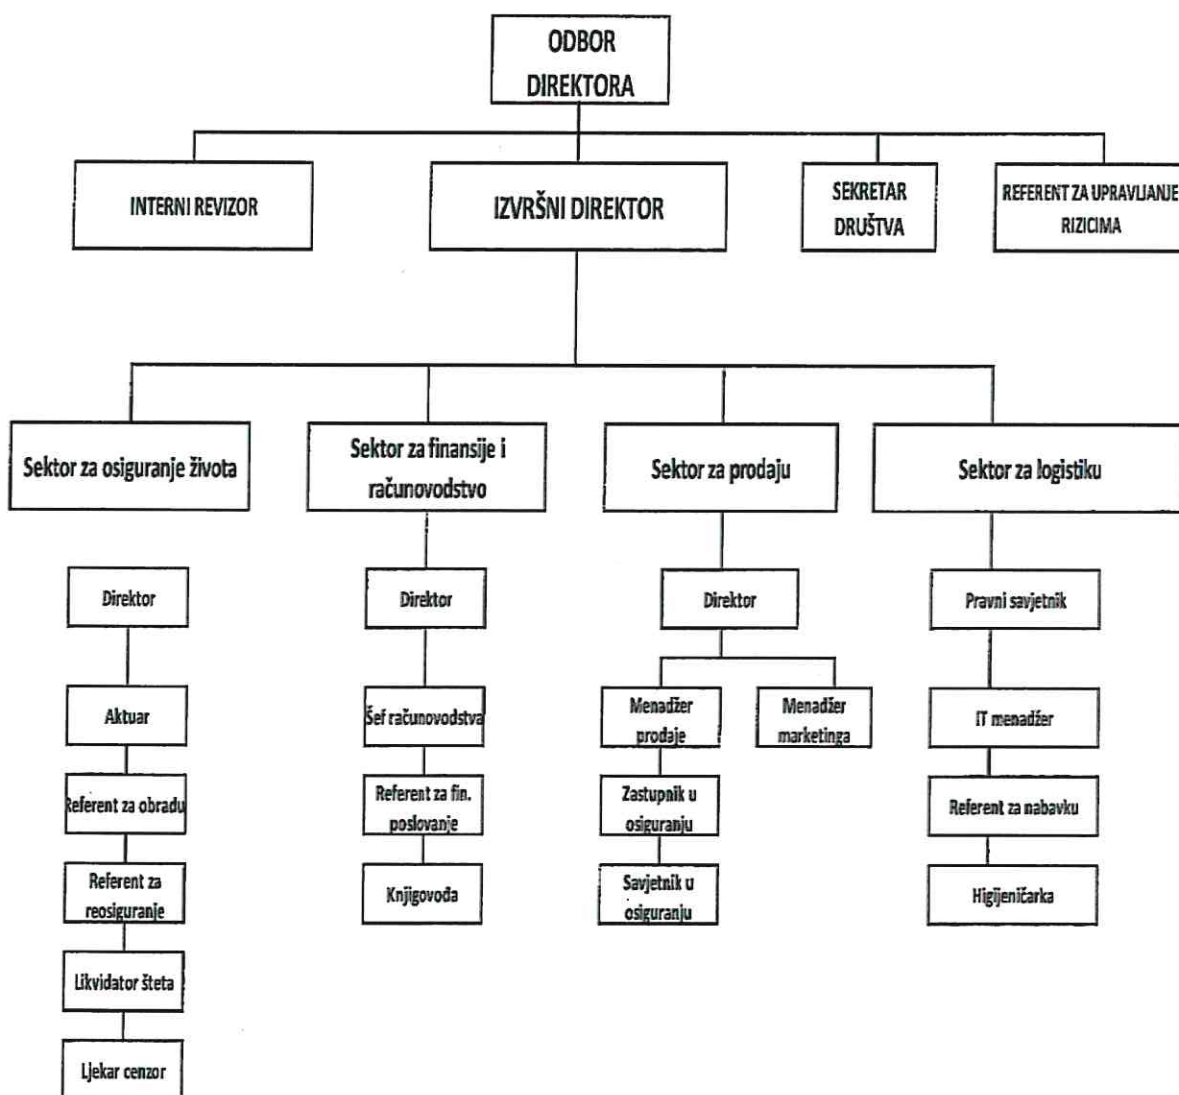 ODBOR
DIREKTORA
INTERNI REVIZOR
IZVRŠNI DIREKTOR
SEKRETAR
DRUŠTVA
REFERENT ZA UPRAVLJANJE
RIZICIMA
Sektor za osiguranje života
Sektor za finansije i
računovodstvo
Sektor za prodaju
Sektor za logistiku
Direktor
Direktor
Direktor
Pravni savjetnik
Aktuar
Šef računovodstva
Menadžer
prodaje
Menadžer
marketinga
IT menadžer
Referent za obradu
Referent za fin.
poslovanje
Zastupnik u
osiguranju
Referent za nabavku
Referent za
reosiguranje
Knjigovođa
Savjetnik u
osiguranju
Higijeničarka
Likvidator šteta
Ljekar cenzor